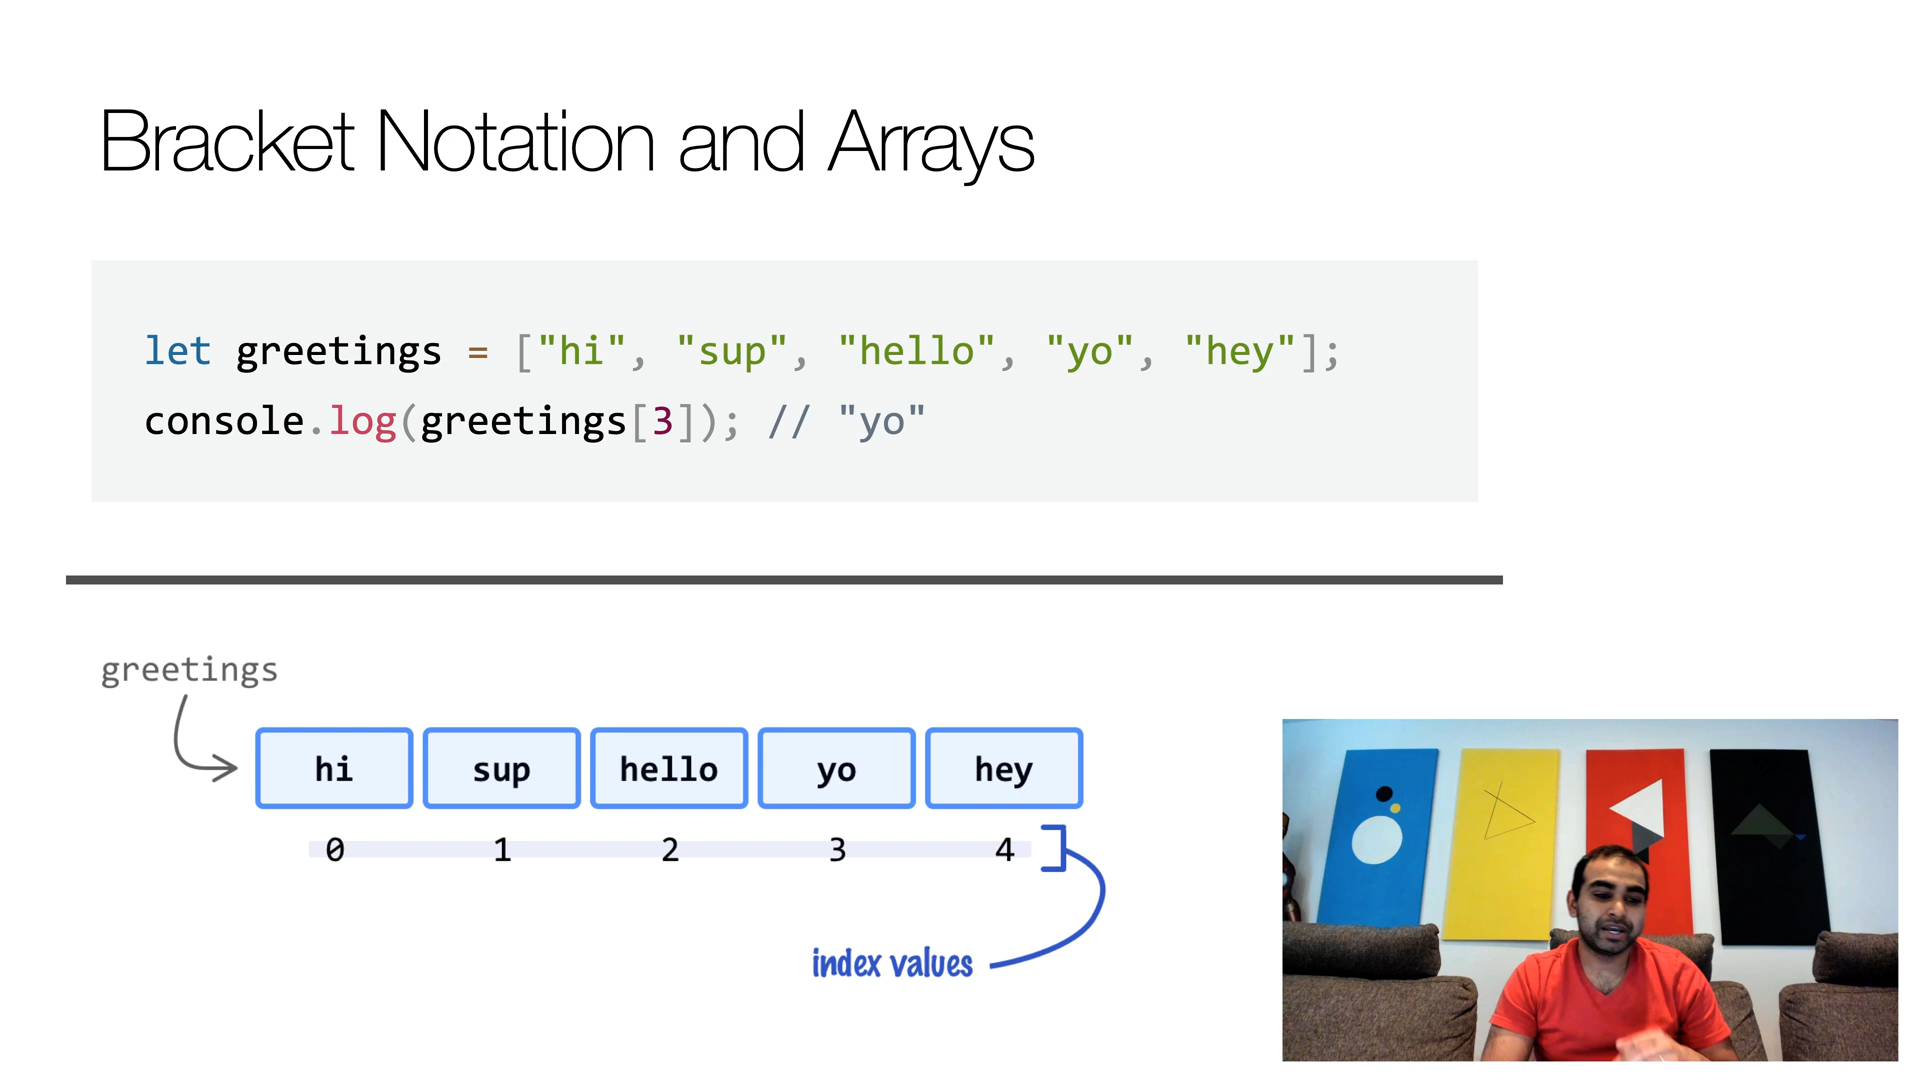 Bracket Notation and Arrays
let greetings = ["hi", "sup", "hello", "yo", "hey"];
console.log(greetings[3]); // "yo"
greetings
hi sup hello yo hey
0 1 2 3 4
index values